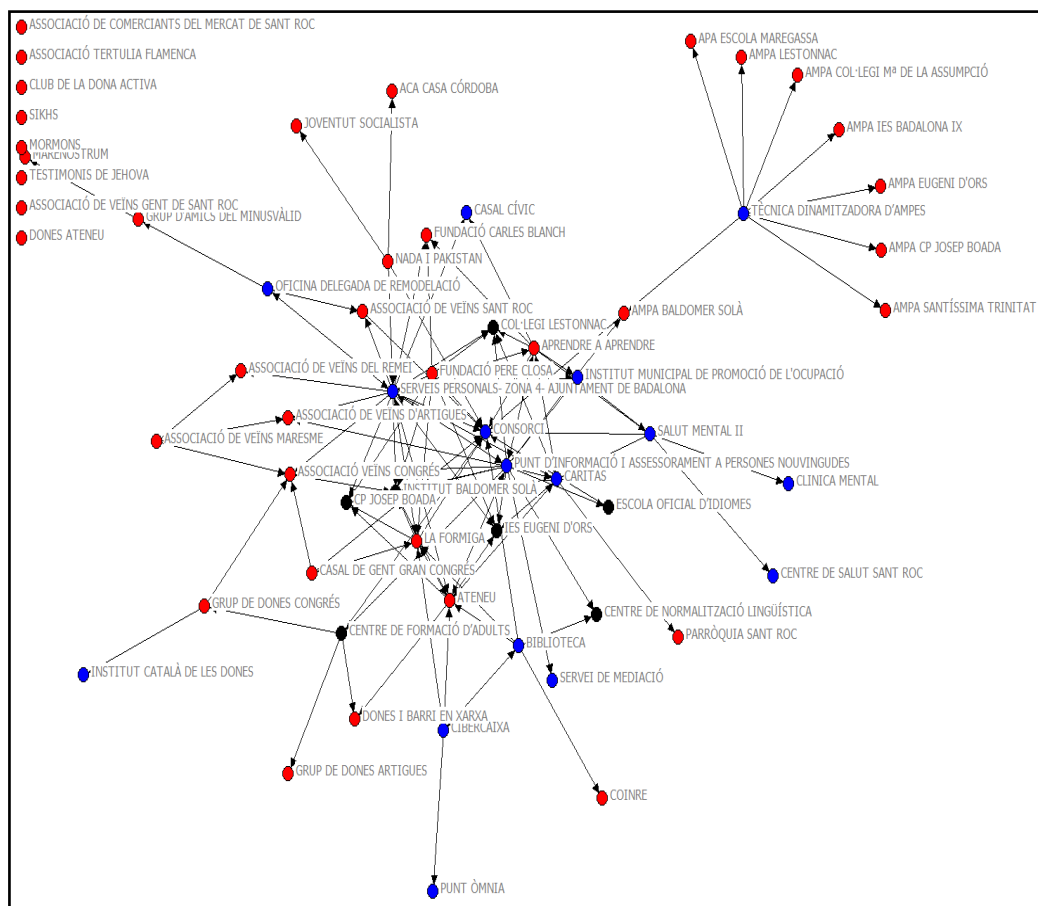 ASSOCIACIÓ DE COMERCIANTS DEL MERCAT DE SANT ROC
APA ESCOLA MAREGASSA
ASSOCIACIÓ TERTULIA FLAMENCA
AMPA LESTONNAC
AMPA COL·LEGI Mª DE LA ASSUMPCIÓ
CLUB DE LA DONA ACTIVA
ACA CASA CÓRDOBA
SIKHS
JOVENTUT SOCIALISTA
AMPA IES BADALONA IX
MORMONS
MARENOSTRUM
TESTIMONIS DE JEHOVA
AMPA EUGENI D'ORS
ASSOCIACIÓ DE VEÏNS GENT DE SANT ROC
GRUP D'AMICS DEL MINUSVÀLID
CASAL CÍVIC
TÈCNICA DINAMITZADORA D'AMPES
DONES ATENEU
FUNDACIÓ CARLES BLANCH
AMPA CP JOSEP BOADA
NADA I PAKISTAN
OFICINA DELEGADA DE REMODELACIÓ
ASSOCIACIÓ DE VEÏNS SANT ROC
AMPA BALDOMER SOLÀ
AMPA SANTÍSSIMA TRINITAT
COL·LEGI LESTONNAC
APRENDRE A APRENDRE
ASSOCIACIÓ DE VEÏNS DEL REMEI
FUNDACIÓ PERE CLOSA
INSTITUT MUNICIPAL DE PROMOCIÓ DE L'OCUPACIÓ
SERVEIS PERSONALS- ZONA 4- AJUNTAMENT DE BADALONA
ASSOCIACIÓ DE VEÏNS D'ARTIGUES
CONSORCI
SALUT MENTAL II
ASSOCIACIÓ DE VEÏNS MARESME
PUNT D'INFORMACIÓ I ASSESSORAMENT A PERSONES NOUVINGUDES
ASSOCIACIÓ VEÏNS CONGRÉS
CARITAS
CLINICA MENTAL
INSTITUT BALDOMER SOLÀ
CP JOSEP BOADA
ESCOLA OFICIAL D'IDIOMES
IES EUGENI D'ORS
LA FORMIGA
CASAL DE GENT GRAN CONGRÉS
CENTRE DE SALUT SANT ROC
ATENEU
GRUP DE DONES CONGRÉS
CENTRE DE NORMALITZACIÓ LINGÜÍSTICA
CENTRE DE FORMACIÓ D'ADULTS
PARRÒQUIA SANT ROC
BIBLIOTECA
INSTITUT CATALÀ DE LES DONES
SERVEI DE MEDIACIÓ
DONES I BARRI EN XARXA
CIBERCAIXA
GRUP DE DONES ARTIGUES
COINRE
PUNT ÒMNIA